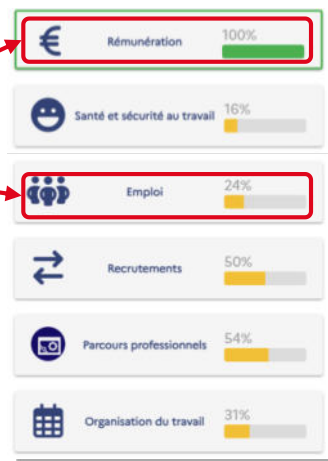 Rémunération 100%
Santé et sécurité au travail 16%
Emploi 24%
Recrutements 50%
Parcours professionnels 54%
Organisation du travail 31%